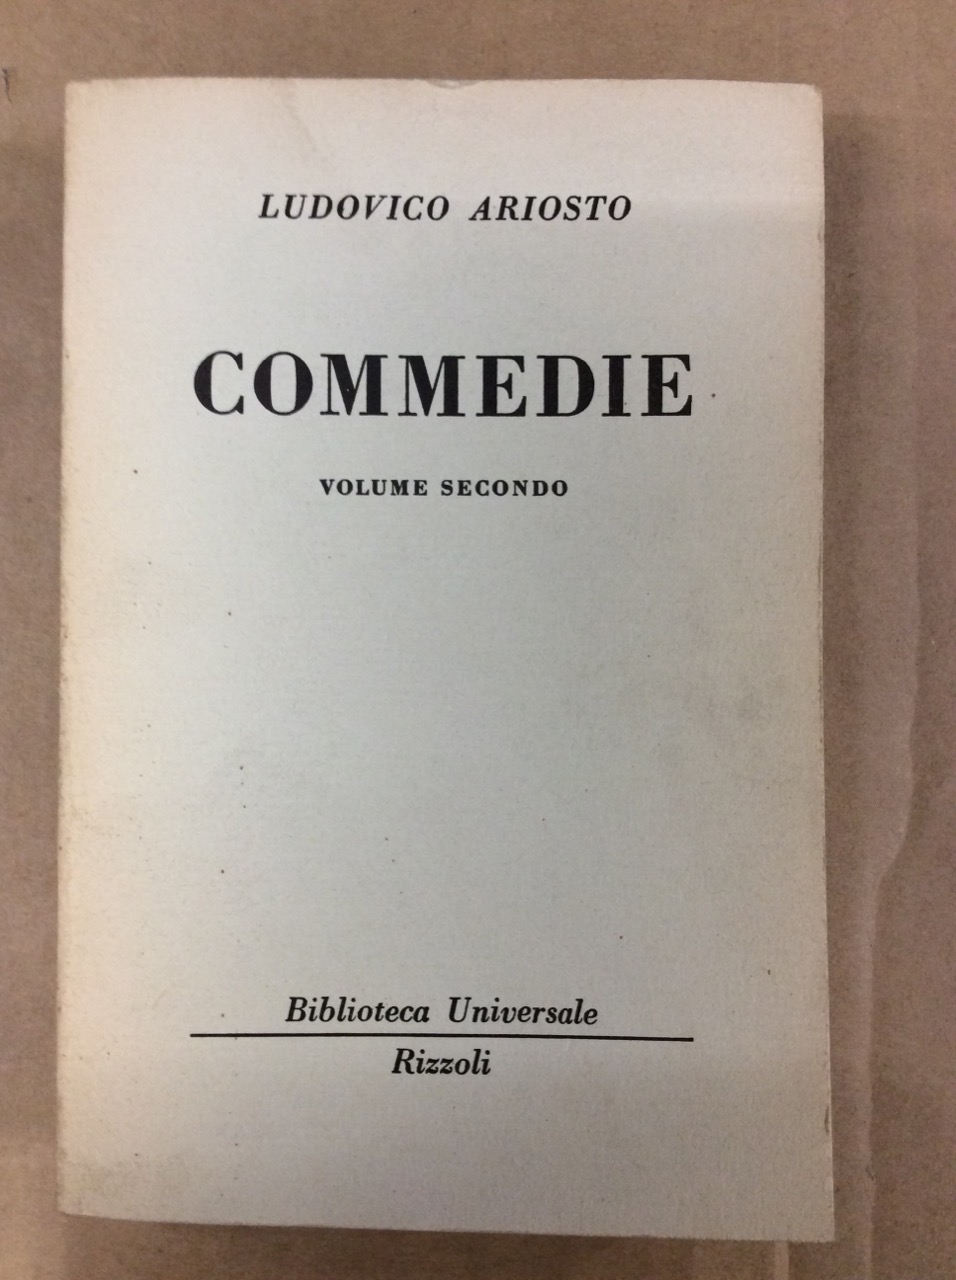 LUDOVICO ARIOSTO
COMMEDIE
VOLUME SECONDO
Biblioteca Universale
Rizzoli